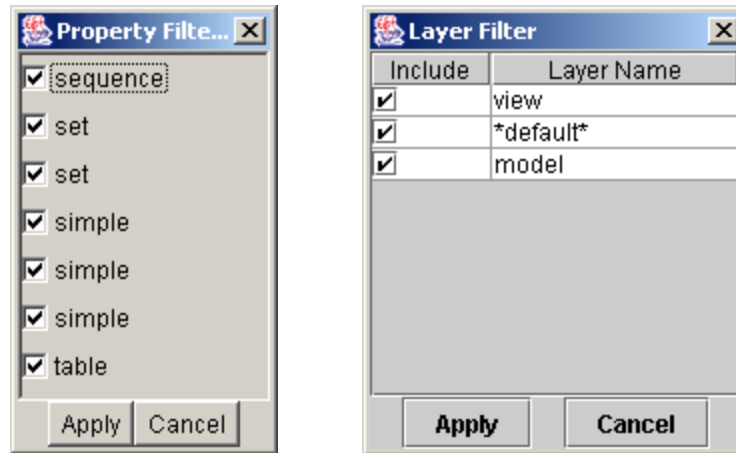 Property Filte...
sequence
set
set
simple
simple
simple
table
Apply Cancel
Layer Filter
Include Layer Name
view
*default*
model
Apply Cancel